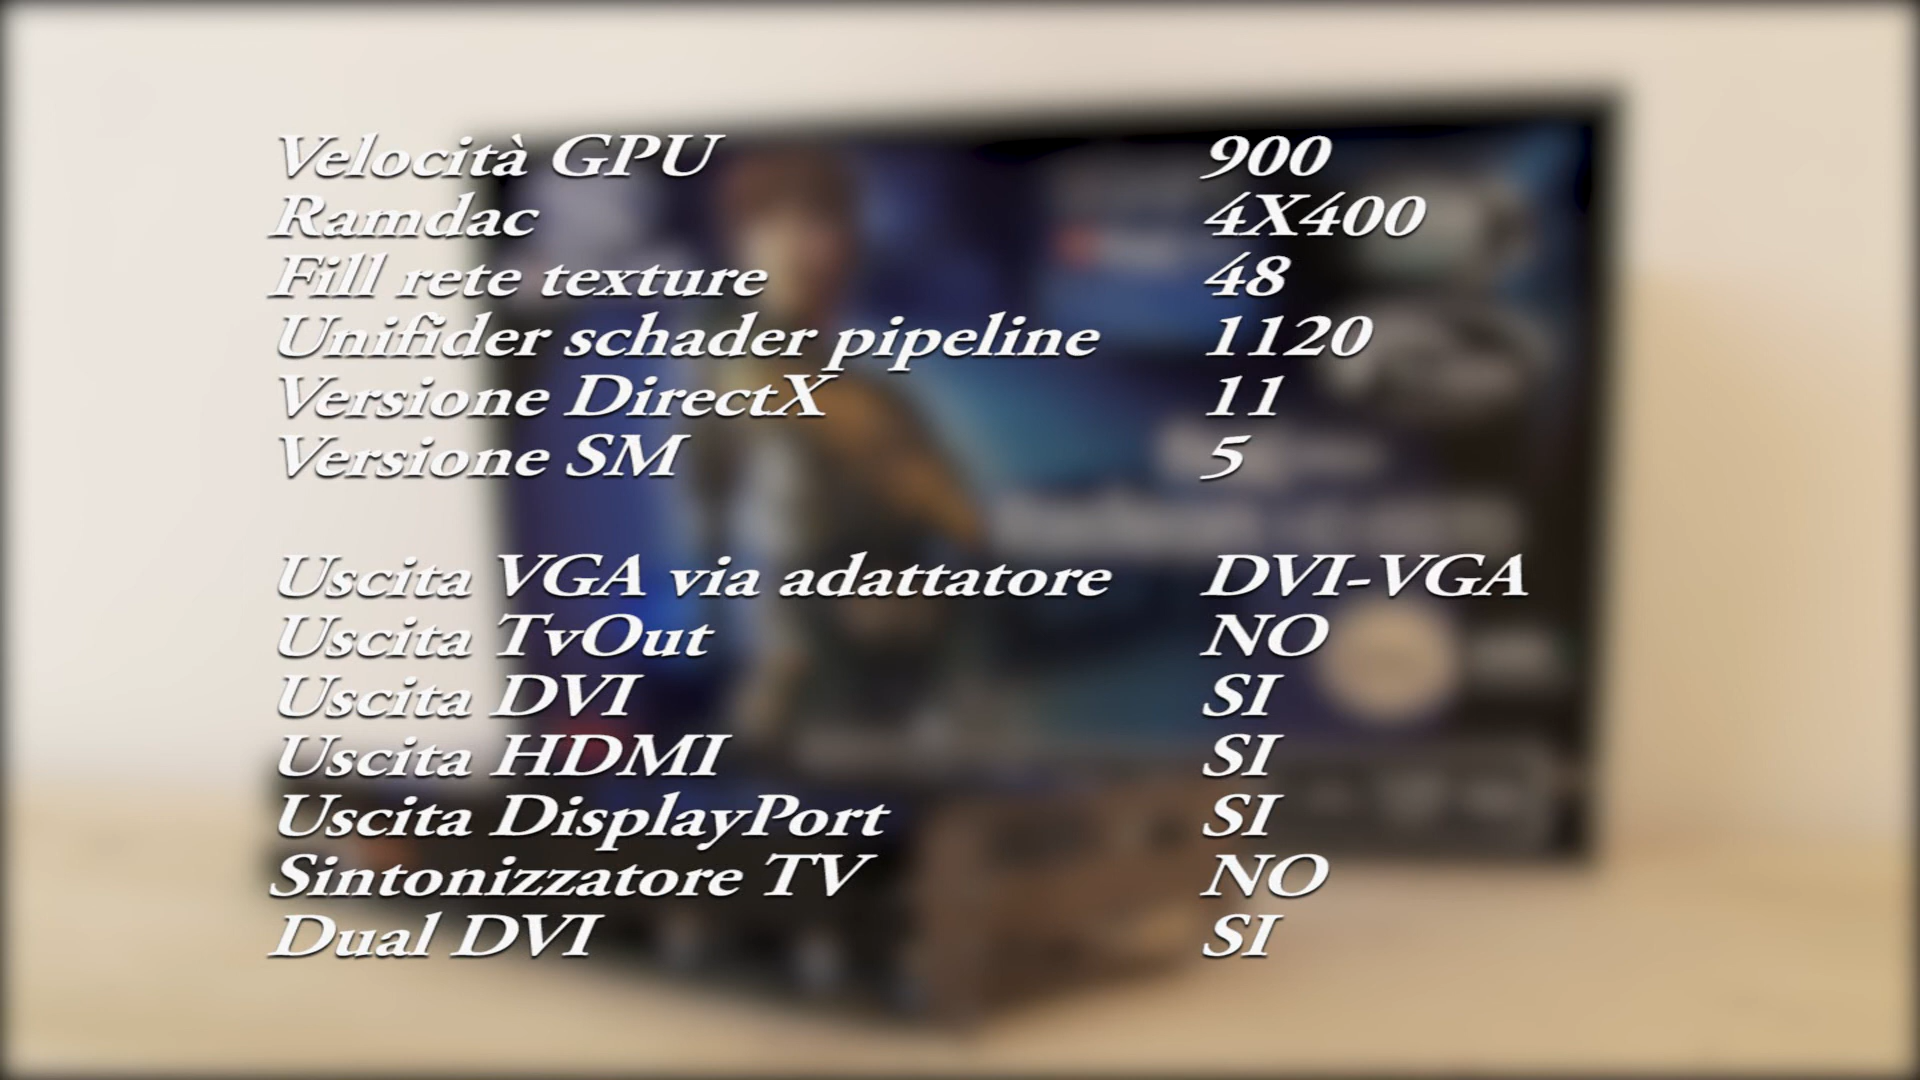 Velocità GPU 900
Ramdac 4X400
Fill rete texture 48
Unifider schader pipeline 1120
Versione DirectX 11
Versione SM 5
Uscita VGA via adattatore DVI-VGA
Uscita TvOut NO
Uscita DVI SI
Uscita HDMI SI
Uscita DisplayPort SI
Sintonizzatore TV NO
Dual DVI SI